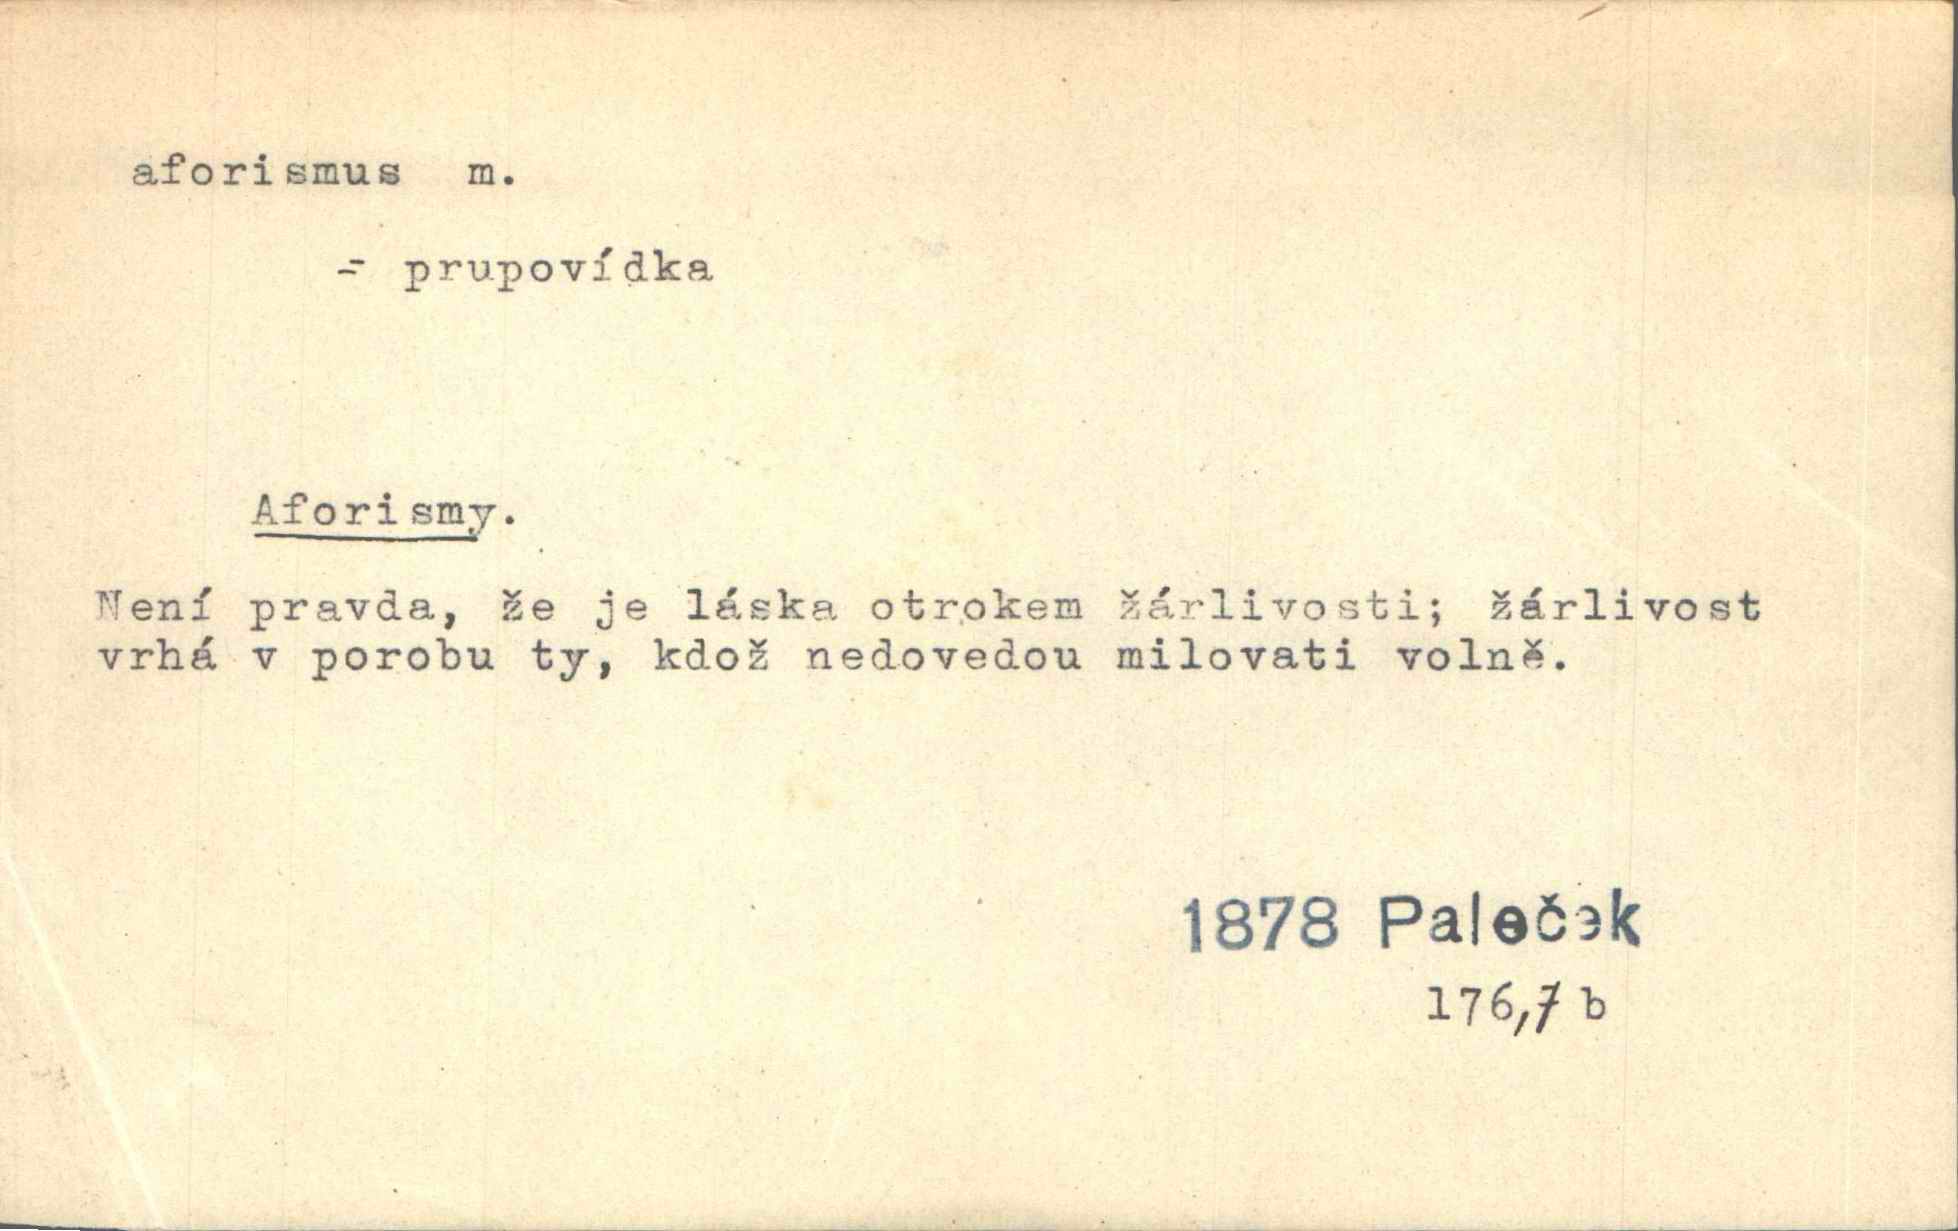 aforismus m.
= prupovídka
Aforismy.
Není pravda, že je láska otrokem žárlivosti; žárlivost
vrhá v porobu ty, kdož nedovedou milovati volně.
1878 Paleček
176,7 b